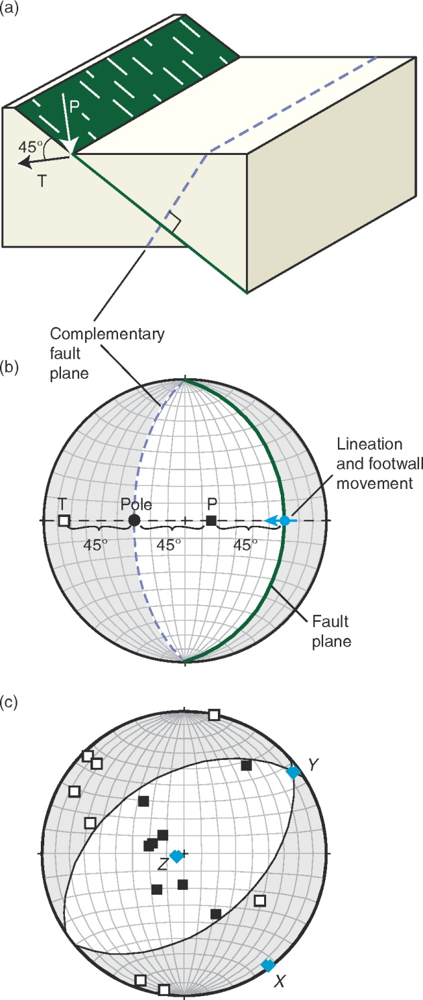 (a)
P
45°
T
Complementary
fault
plane
(b)
Lineation
and footwall
movement
T
Pole
P
45°
45°
45°
Fault
plane
(c)
Y
Z
X